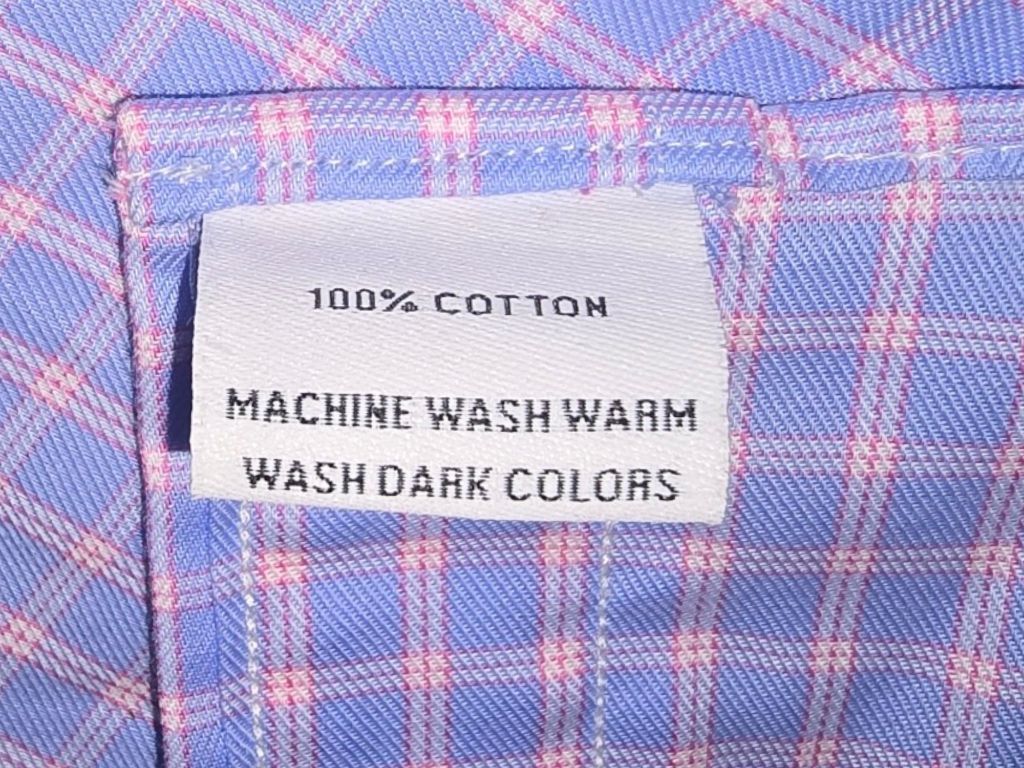 100% COTTON
MACHINE WASH WARM
WASH DARK COLORS